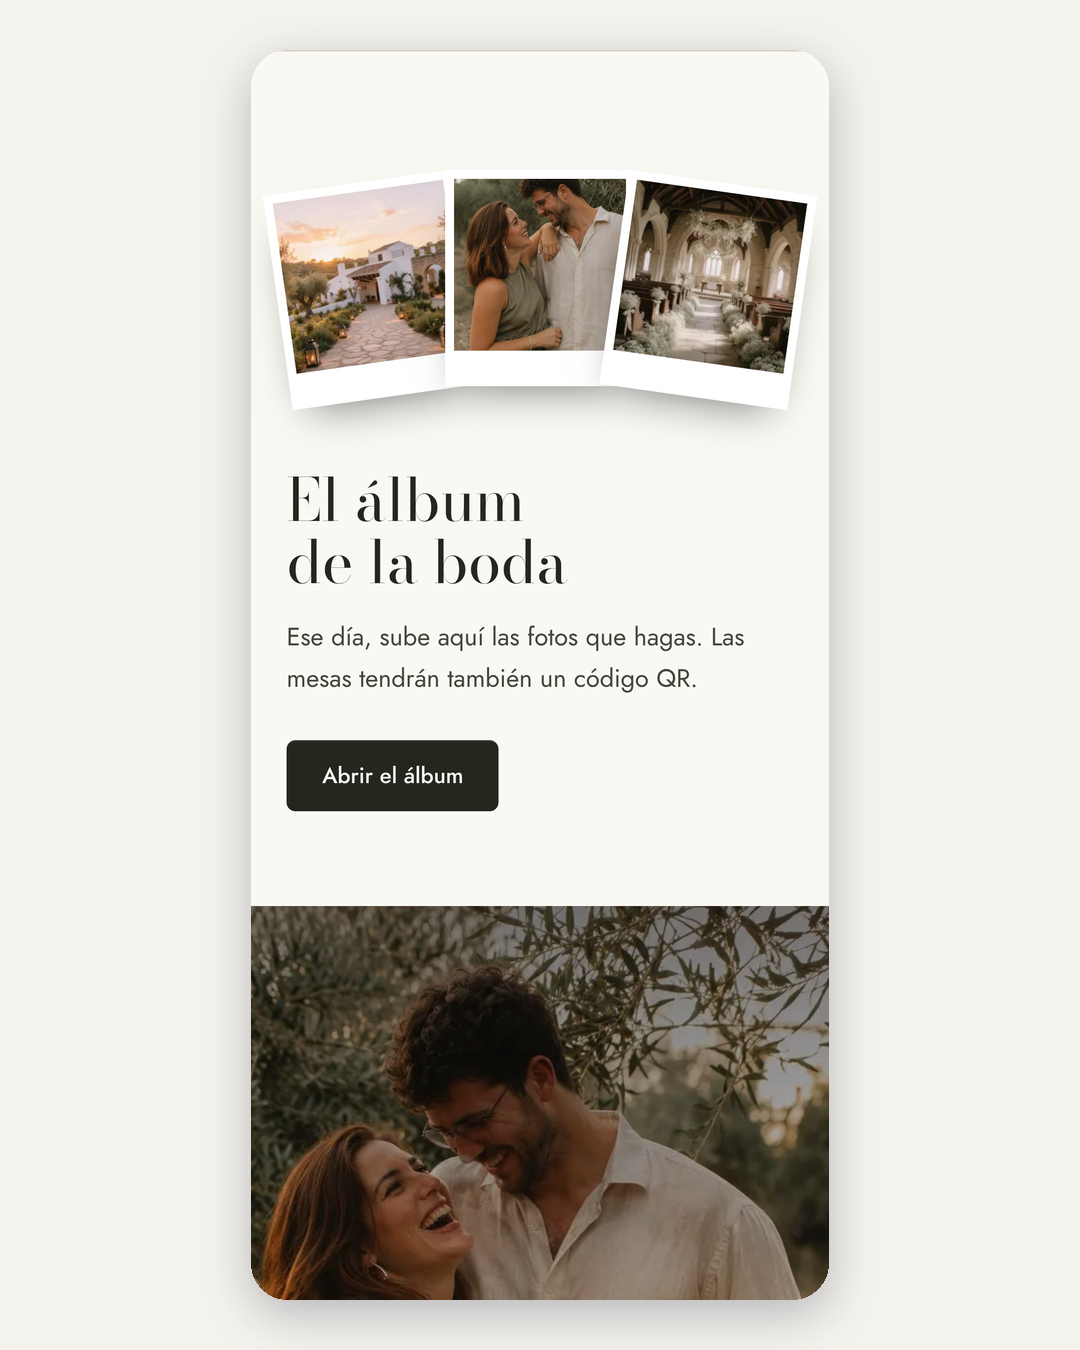 El álbum
de la boda
Ese día, sube aquí las fotos que hagas. Las
mesas tendrán también un código QR.
Abrir el álbum